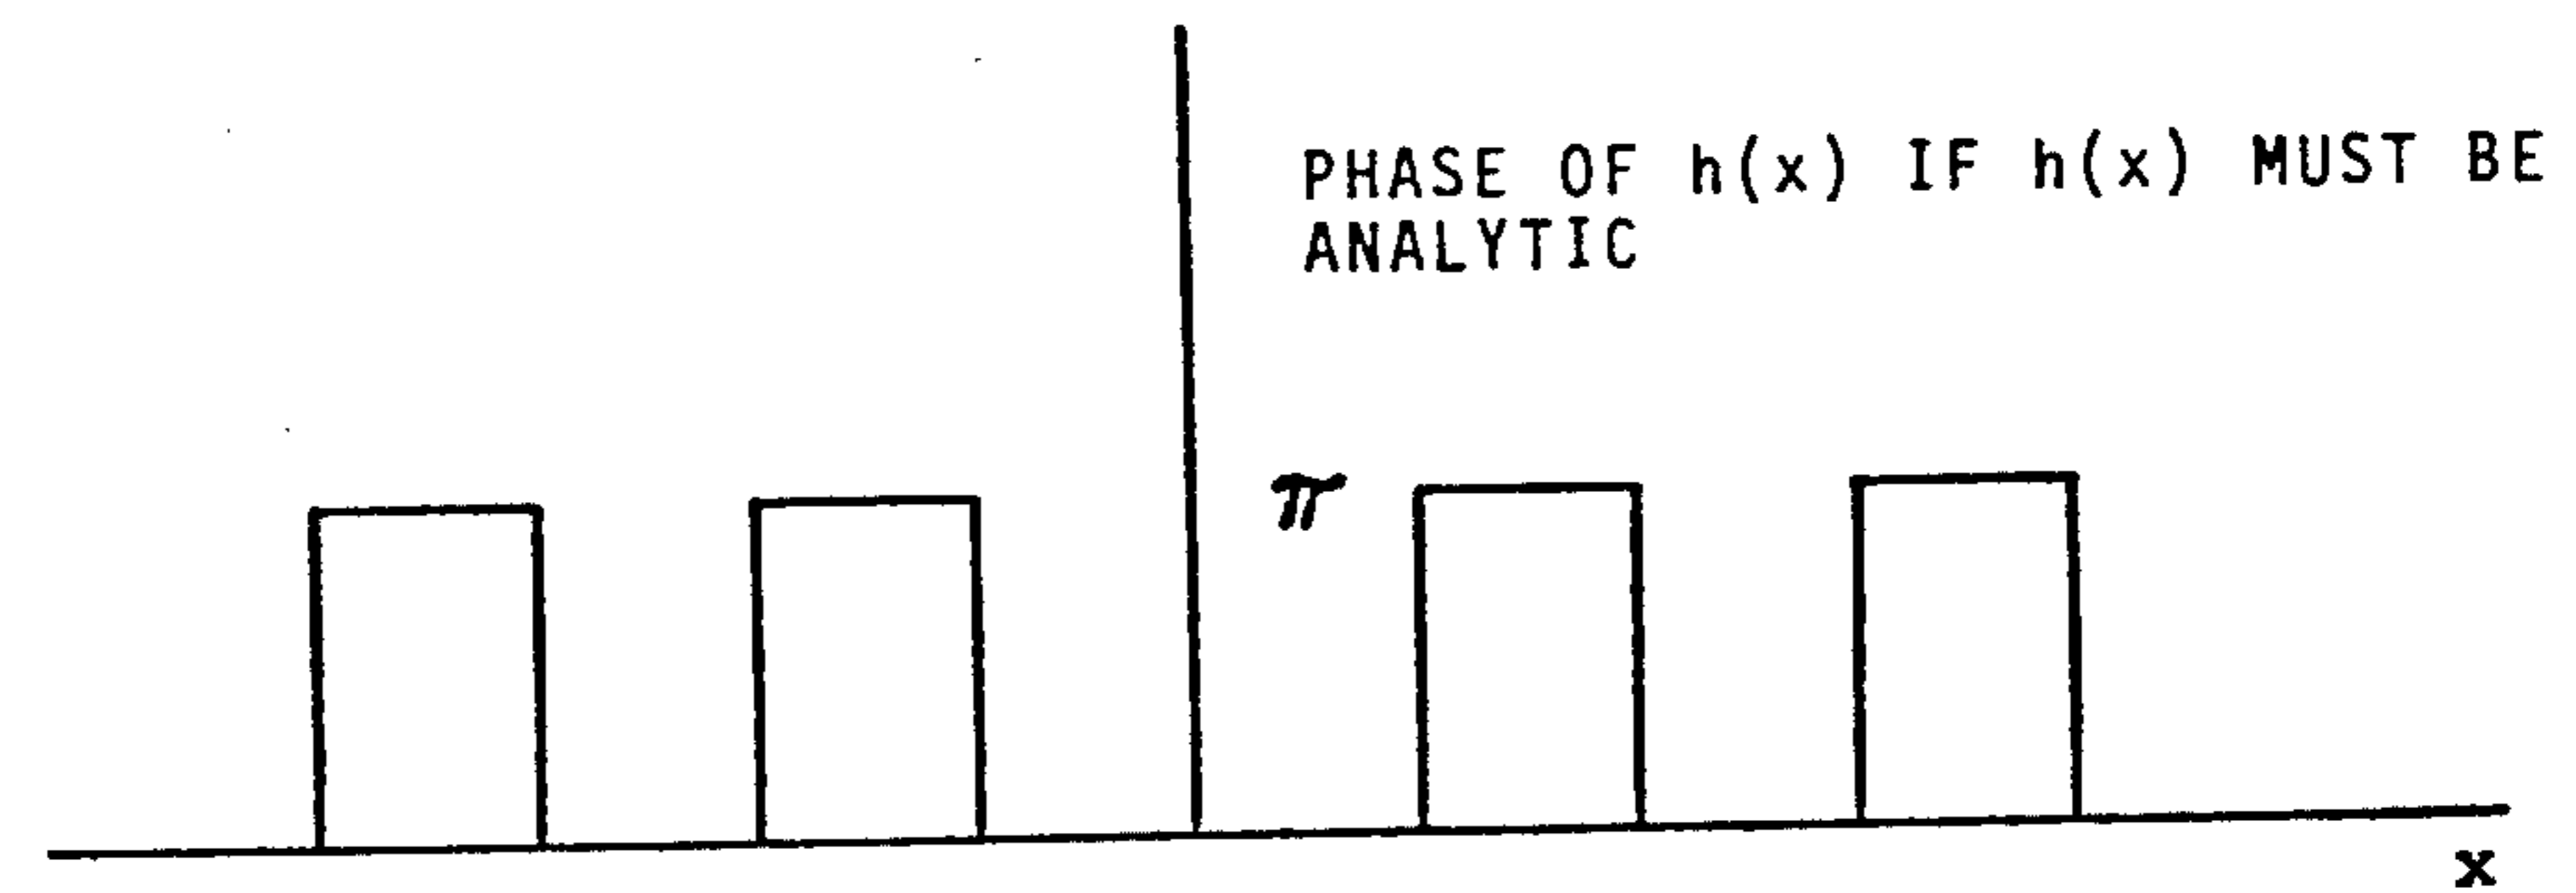 PHASE OF h(x) IF h(x) MUST BE
ANALYTIC
π
x